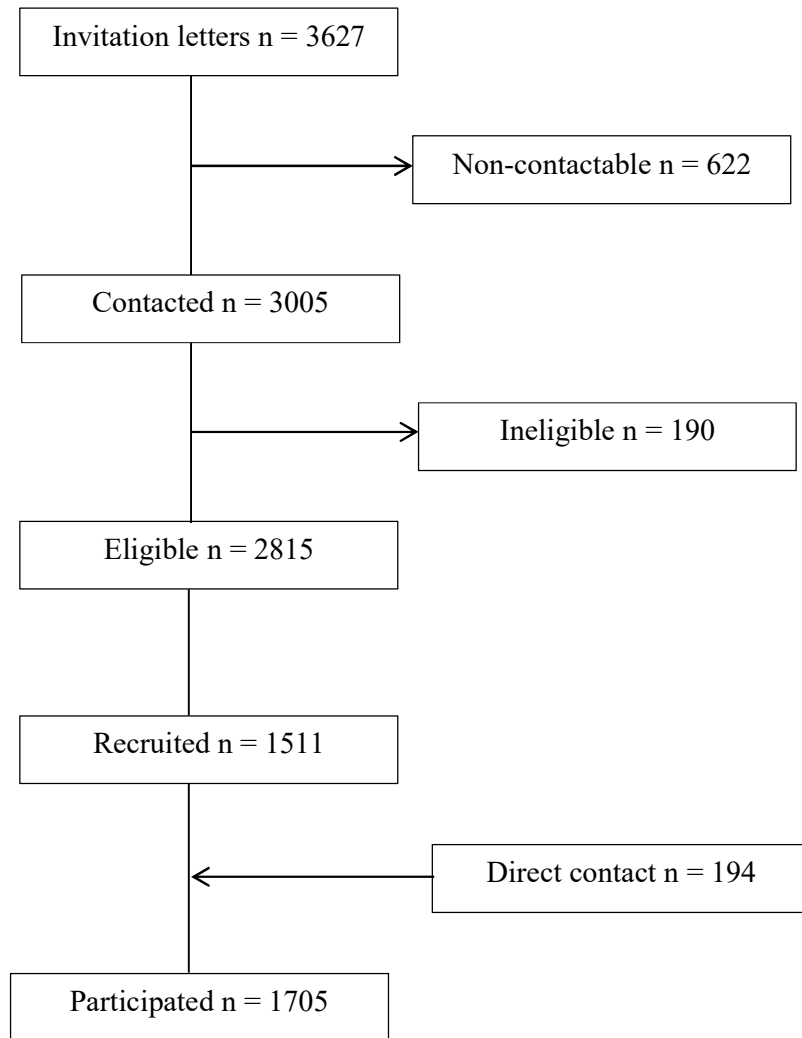 Invitation letters n = 3627
Non-contactable n = 622
Contacted n = 3005
Ineligible n = 190
Eligible n = 2815
Recruited n = 1511
Direct contact n = 194
Participated n = 1705